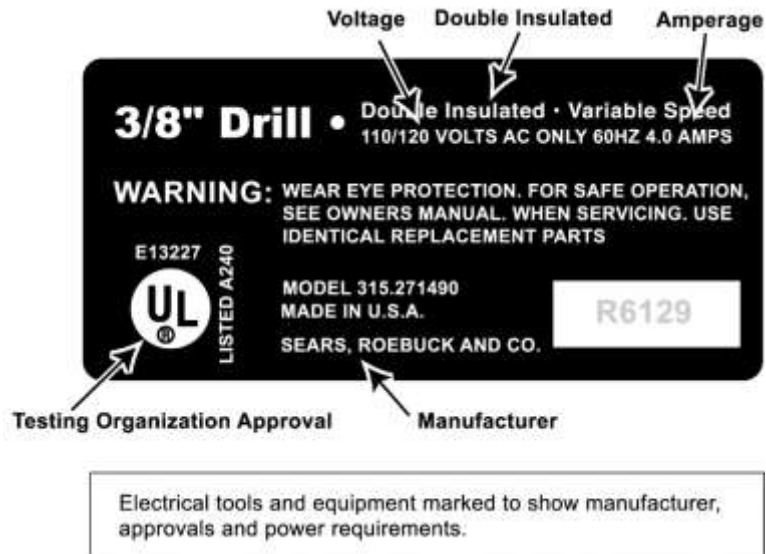 Voltage Double Insulated Amperage
3/8" Drill • Double Insulated · Variable Speed
110/120 VOLTS AC ONLY 60HZ 4.0 AMPS
WARNING: WEAR EYE PROTECTION. FOR SAFE OPERATION,
SEE OWNERS MANUAL. WHEN SERVICING. USE
IDENTICAL REPLACEMENT PARTS
E13227
UL
®
LISTED A240
MODEL 315.271490
MADE IN U.S.A.
SEARS, ROEBUCK AND CO.
R6129
Testing Organization Approval Manufacturer
Electrical tools and equipment marked to show manufacturer,
approvals and power requirements.